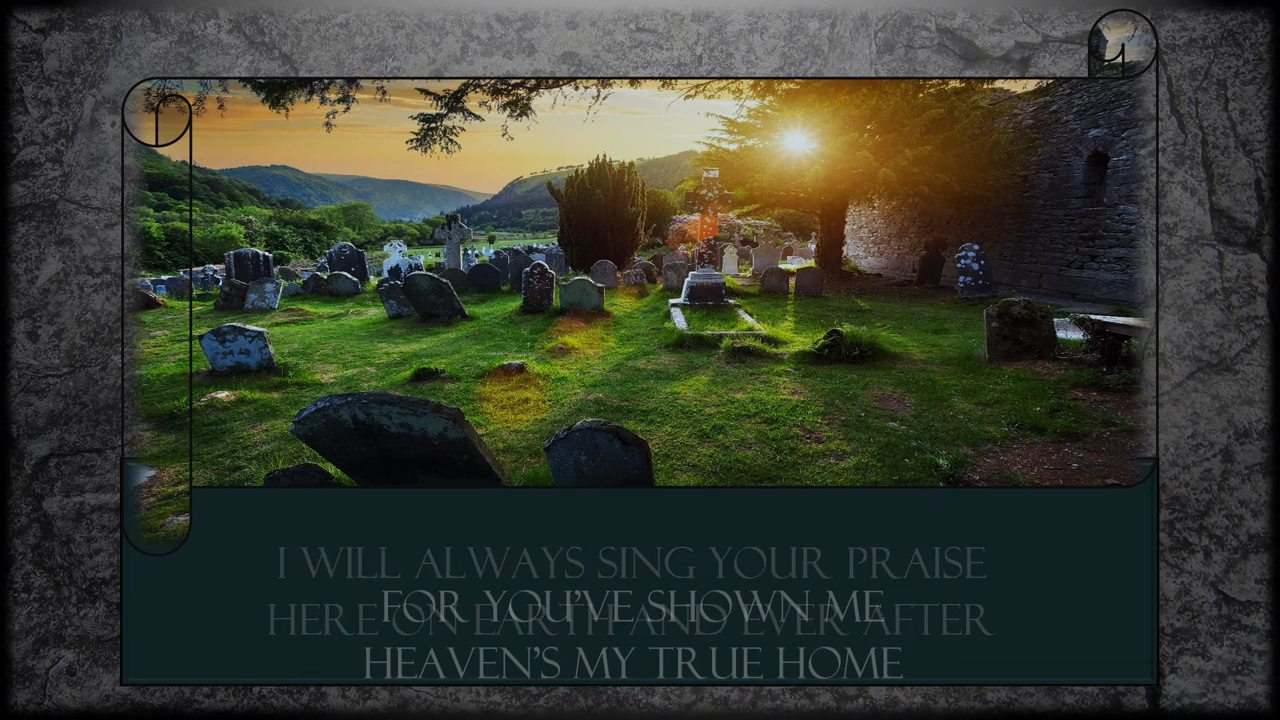 I WILL ALWAYS SING YOUR PRAISE
FOR YOU'VE SHOWN ME
HERE ON EARTH AND EVER AFTER
HEAVEN'S MY TRUE HOME